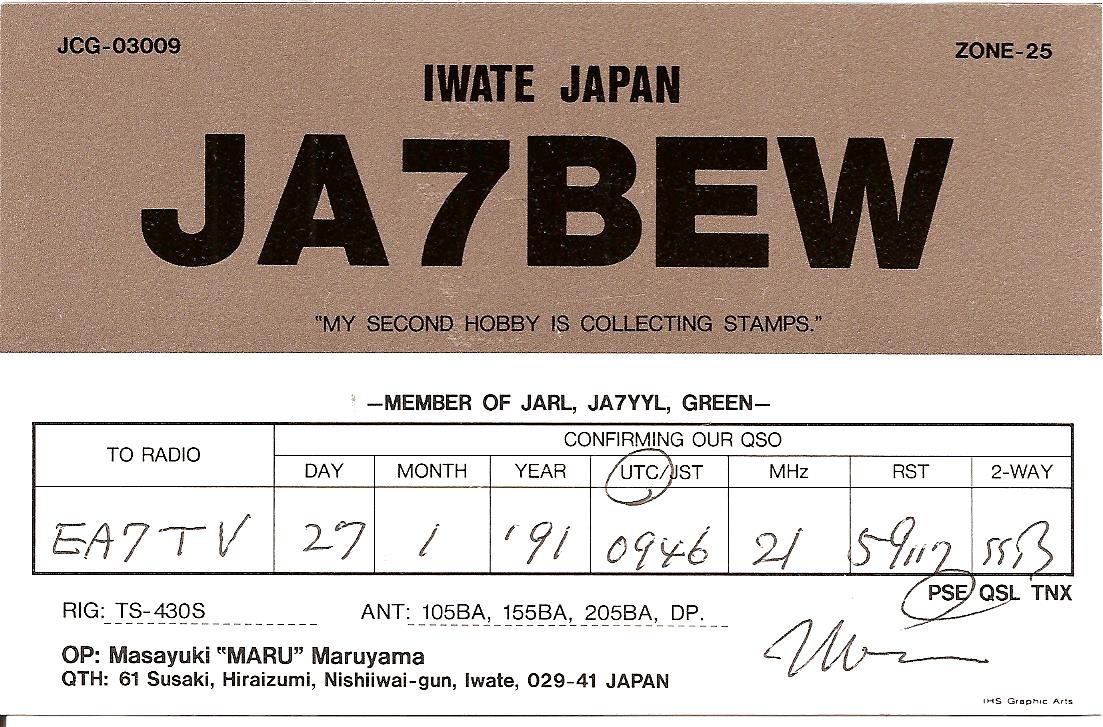 JCG-03009
ZONE-25
IWATE JAPAN
JA7BEW
"MY SECOND HOBBY IS COLLECTING STAMPS."
—MEMBER OF JARL, JA7YYL, GREEN—
TO RADIO
CONFIRMING OUR QSO
DAY MONTH YEAR UTC/JST MHz RST 2-WAY
EA7TV 27 1 '91 0946 21 59 SSB
PSE QSL TNX
RIG: TS-430S ANT: 105BA, 155BA, 205BA, DP.
OP: Masayuki "MARU" Maruyama
QTH: 61 Susaki, Hiraizumi, Nishiiwai-gun, Iwate, 029-41 JAPAN
IHS Graphic Arts